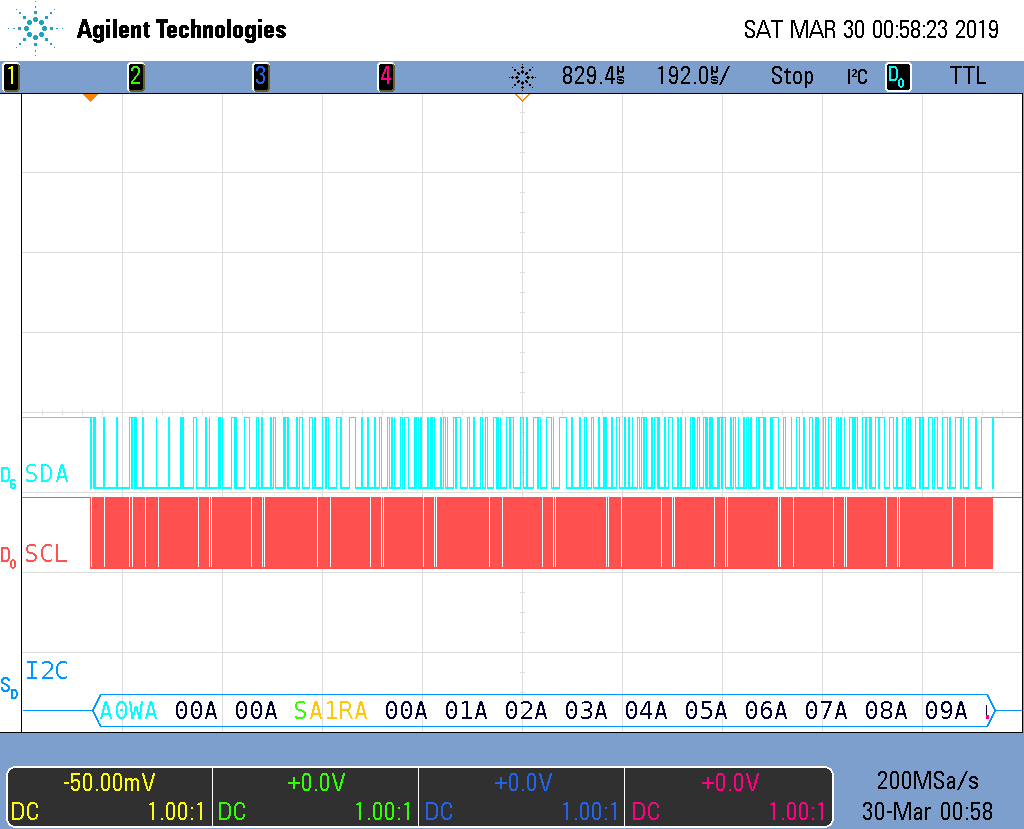 Agilent Technologies SAT MAR 30 00:58:23 2019
1 2 3 4 829.4µs 192.0µs/ Stop I²C D0 TTL
D6 SDA
D0 SCL
I2C
SD
A0WA 00A 00A SA1RA 00A 01A 02A 03A 04A 05A 06A 07A 08A 09A
-50.00mV +0.0V +0.0V +0.0V 200MSa/s
DC 1.00:1 DC 1.00:1 DC 1.00:1 DC 1.00:1 30-Mar 00:58